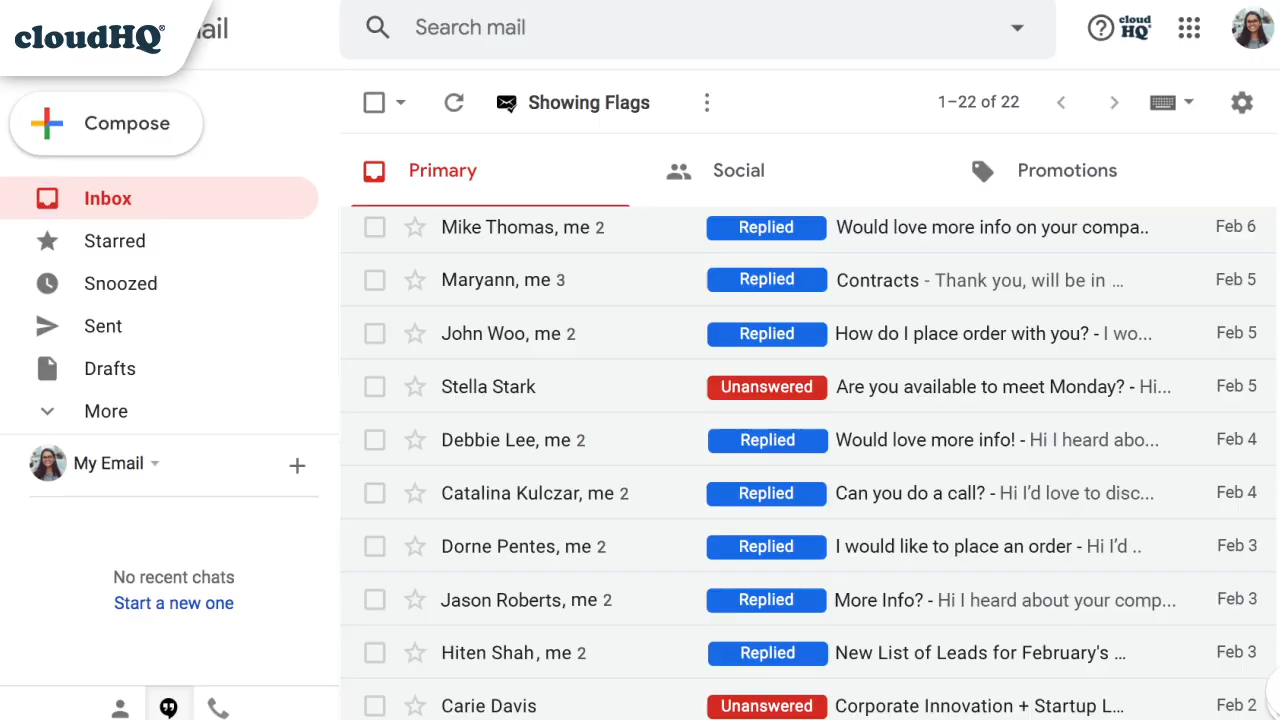 cloudHQ®
ail
Search mail
cloudHQ
Showing Flags
1–22 of 22
Compose
Inbox
Starred
Snoozed
Sent
Drafts
More
My Email
No recent chats
Start a new one
Primary
Social
Promotions
Mike Thomas, me 2 Replied Would love more info on your compa.. Feb 6
Maryann, me 3 Replied Contracts - Thank you, will be in ... Feb 5
John Woo, me 2 Replied How do I place order with you? - I wo... Feb 5
Stella Stark Unanswered Are you available to meet Monday? - Hi... Feb 5
Debbie Lee, me 2 Replied Would love more info! - Hi I heard abo... Feb 4
Catalina Kulczar, me 2 Replied Can you do a call? - Hi I’d love to disc... Feb 4
Dorne Pentes, me 2 Replied I would like to place an order - Hi I’d .. Feb 3
Jason Roberts, me 2 Replied More Info? - Hi I heard about your comp... Feb 3
Hiten Shah, me 2 Replied New List of Leads for February's ... Feb 3
Carie Davis Unanswered Corporate Innovation + Startup L... Feb 2